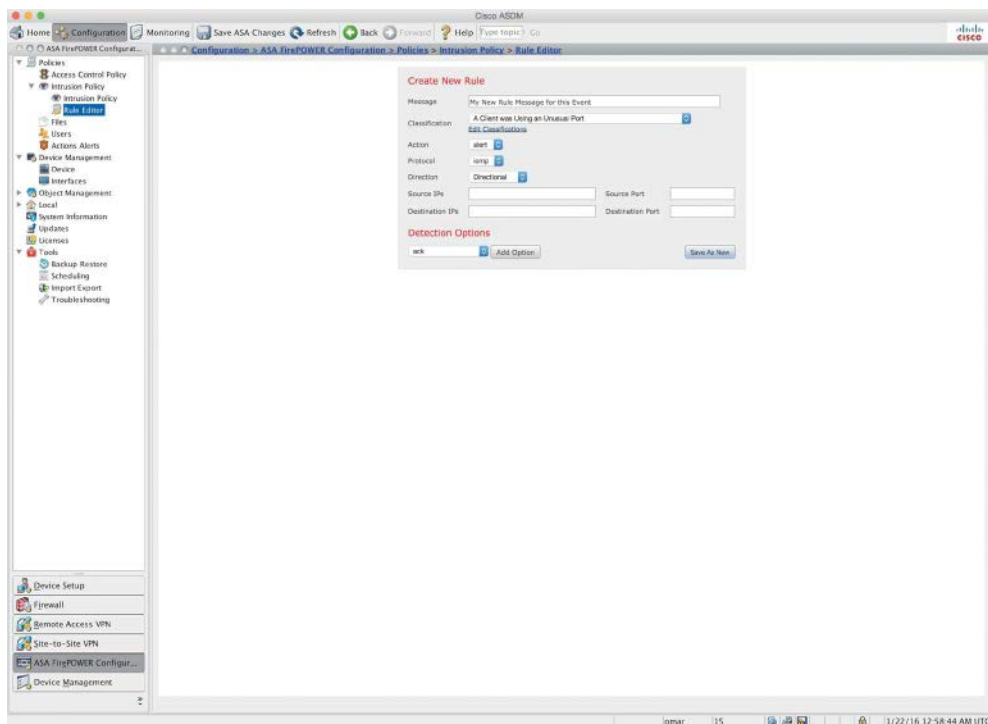 Cisco ASDM
Home Configuration Monitoring Save ASA Changes Refresh Back Forward Help Type topic Go
cisco
ASA FirePOWER Configurat...
Configuration > ASA FirePOWER Configuration > Policies > Intrusion Policy > Rule Editor
Policies
Access Control Policy
Intrusion Policy
Intrusion Policy
Rule Editor
Files
Users
Actions Alerts
Device Management
Device
Interfaces
Object Management
Local
System Information
Updates
Licenses
Tools
Backup Restore
Scheduling
Import Export
Troubleshooting
Create New Rule
Message My New Rule Message for this Event
Classification A Client was Using an Unusual Port
Edit Classifications
Action alert
Protocol icmp
Direction Directional
Source IPs Source Port
Destination IPs Destination Port
Detection Options
ack Add Option Save As New
Device Setup
Firewall
Remote Access VPN
Site-to-Site VPN
ASA FirePOWER Configur...
Device Management
omar 15 1/22/16 12:58:44 AM UTC